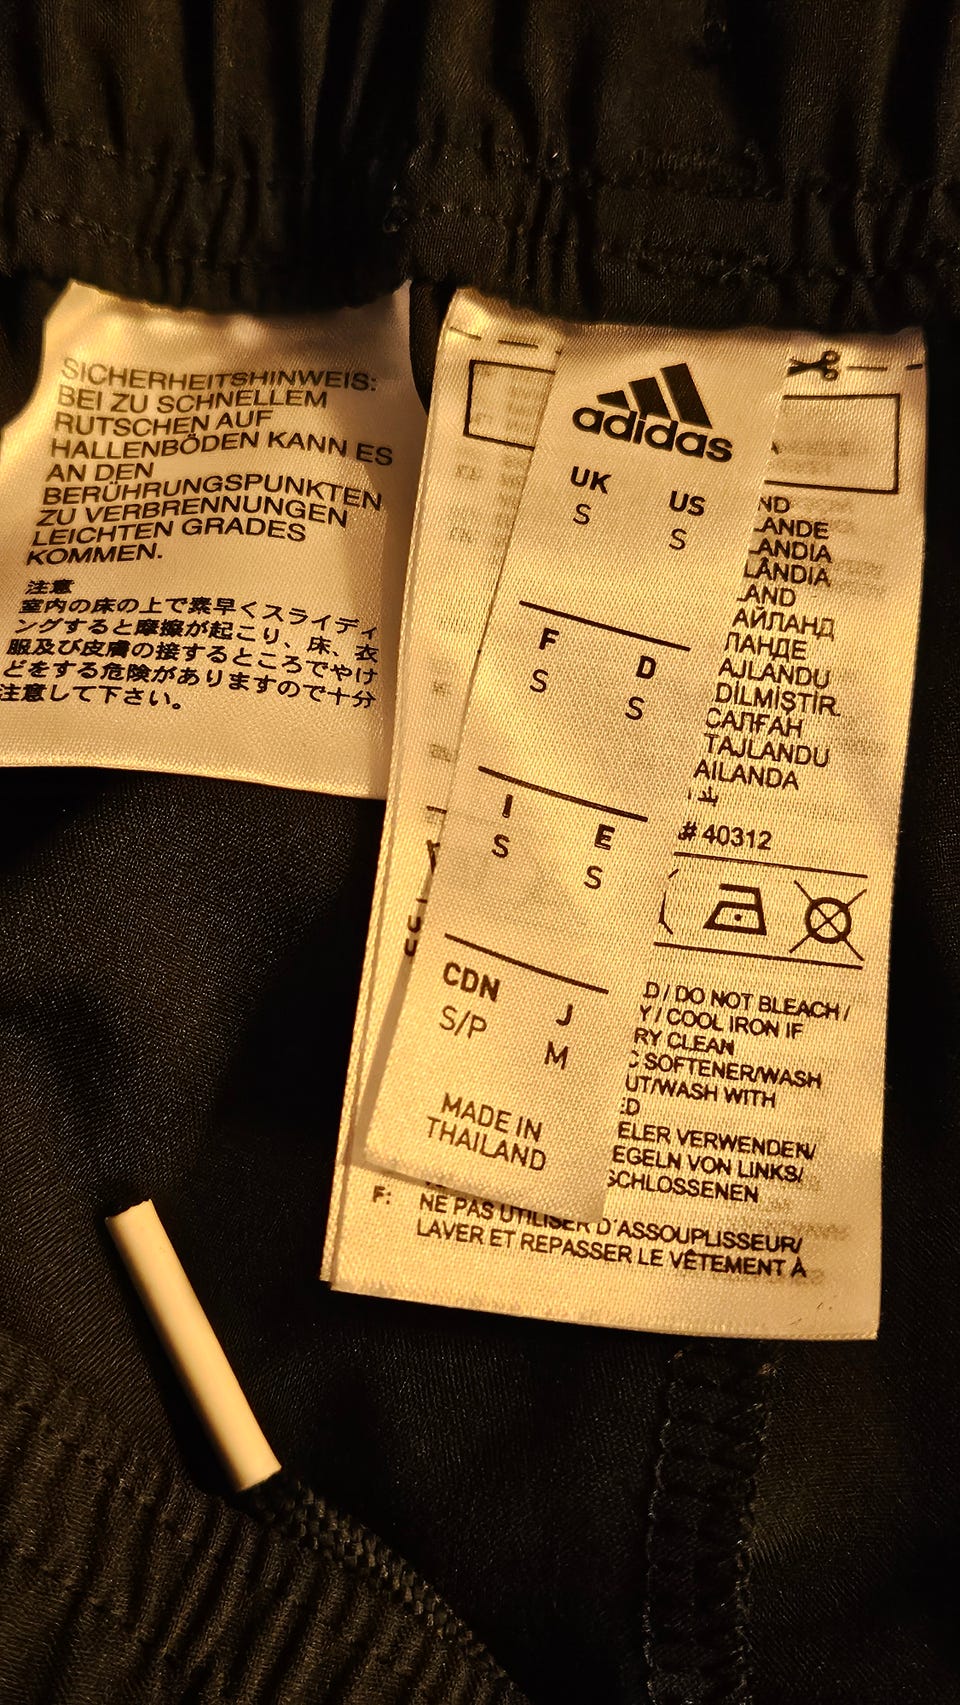 SICHERHEITSHINWEIS:
BEI ZU SCHNELLEM
RUTSCHEN AUF
HALLENBÖDEN KANN ES
AN DEN
BERÜHRUNGSPUNKTEN
ZU VERBRENNUNGEN
LEICHTEN GRADES
KOMMEN.
注意
室内の床の上で素早くスライディ
ングすると摩擦が起こり、床、衣
服及び皮膚の接するところでやけ
どをする危険がありますので十分
注意して下さい。
adidas
UK US
S S
F D
S S
I E
S S
CDN J
S/P M
MADE IN
THAILAND
ND
LANDE
LANDIA
LÂNDIA
AND
АЙЛАНД
ЛАНДЕ
AJLANDU
DİLMİŞTİR.
САЛҒАН
TAJLANDU
AILANDA
# 40312
D / DO NOT BLEACH /
Y / COOL IRON IF
RY CLEAN
C SOFTENER/WASH
UT/WASH WITH
ED
ELER VERWENDEN/
EGELN VON LINKS/
SCHLOSSENEN
F: NE PAS UTILISER D'ASSOUPLISSEUR/
LAVER ET REPASSER LE VÊTEMENT À